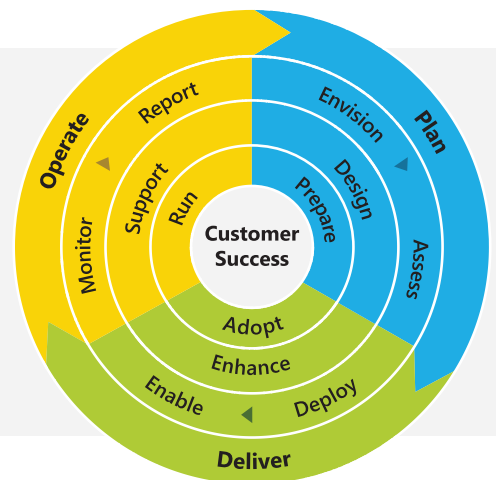 Plan
Envision
Assess
Design
Prepare
Deliver
Deploy
Enable
Enhance
Adopt
Operate
Monitor
Report
Support
Run
Customer
Success